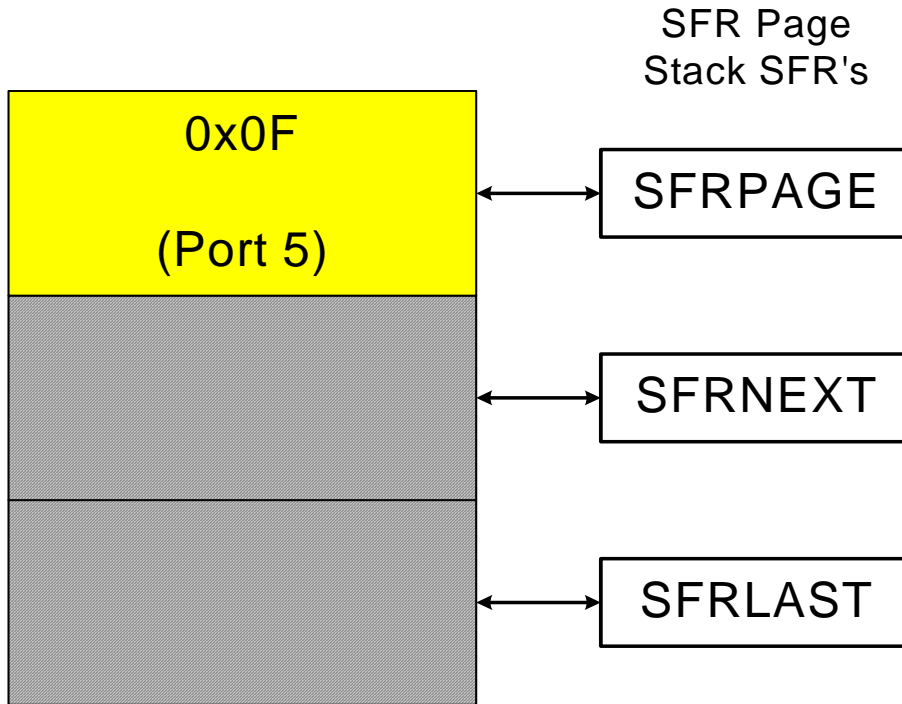 SFR Page
Stack SFR's
0x0F
(Port 5)
SFRPAGE
SFRNEXT
SFRLAST